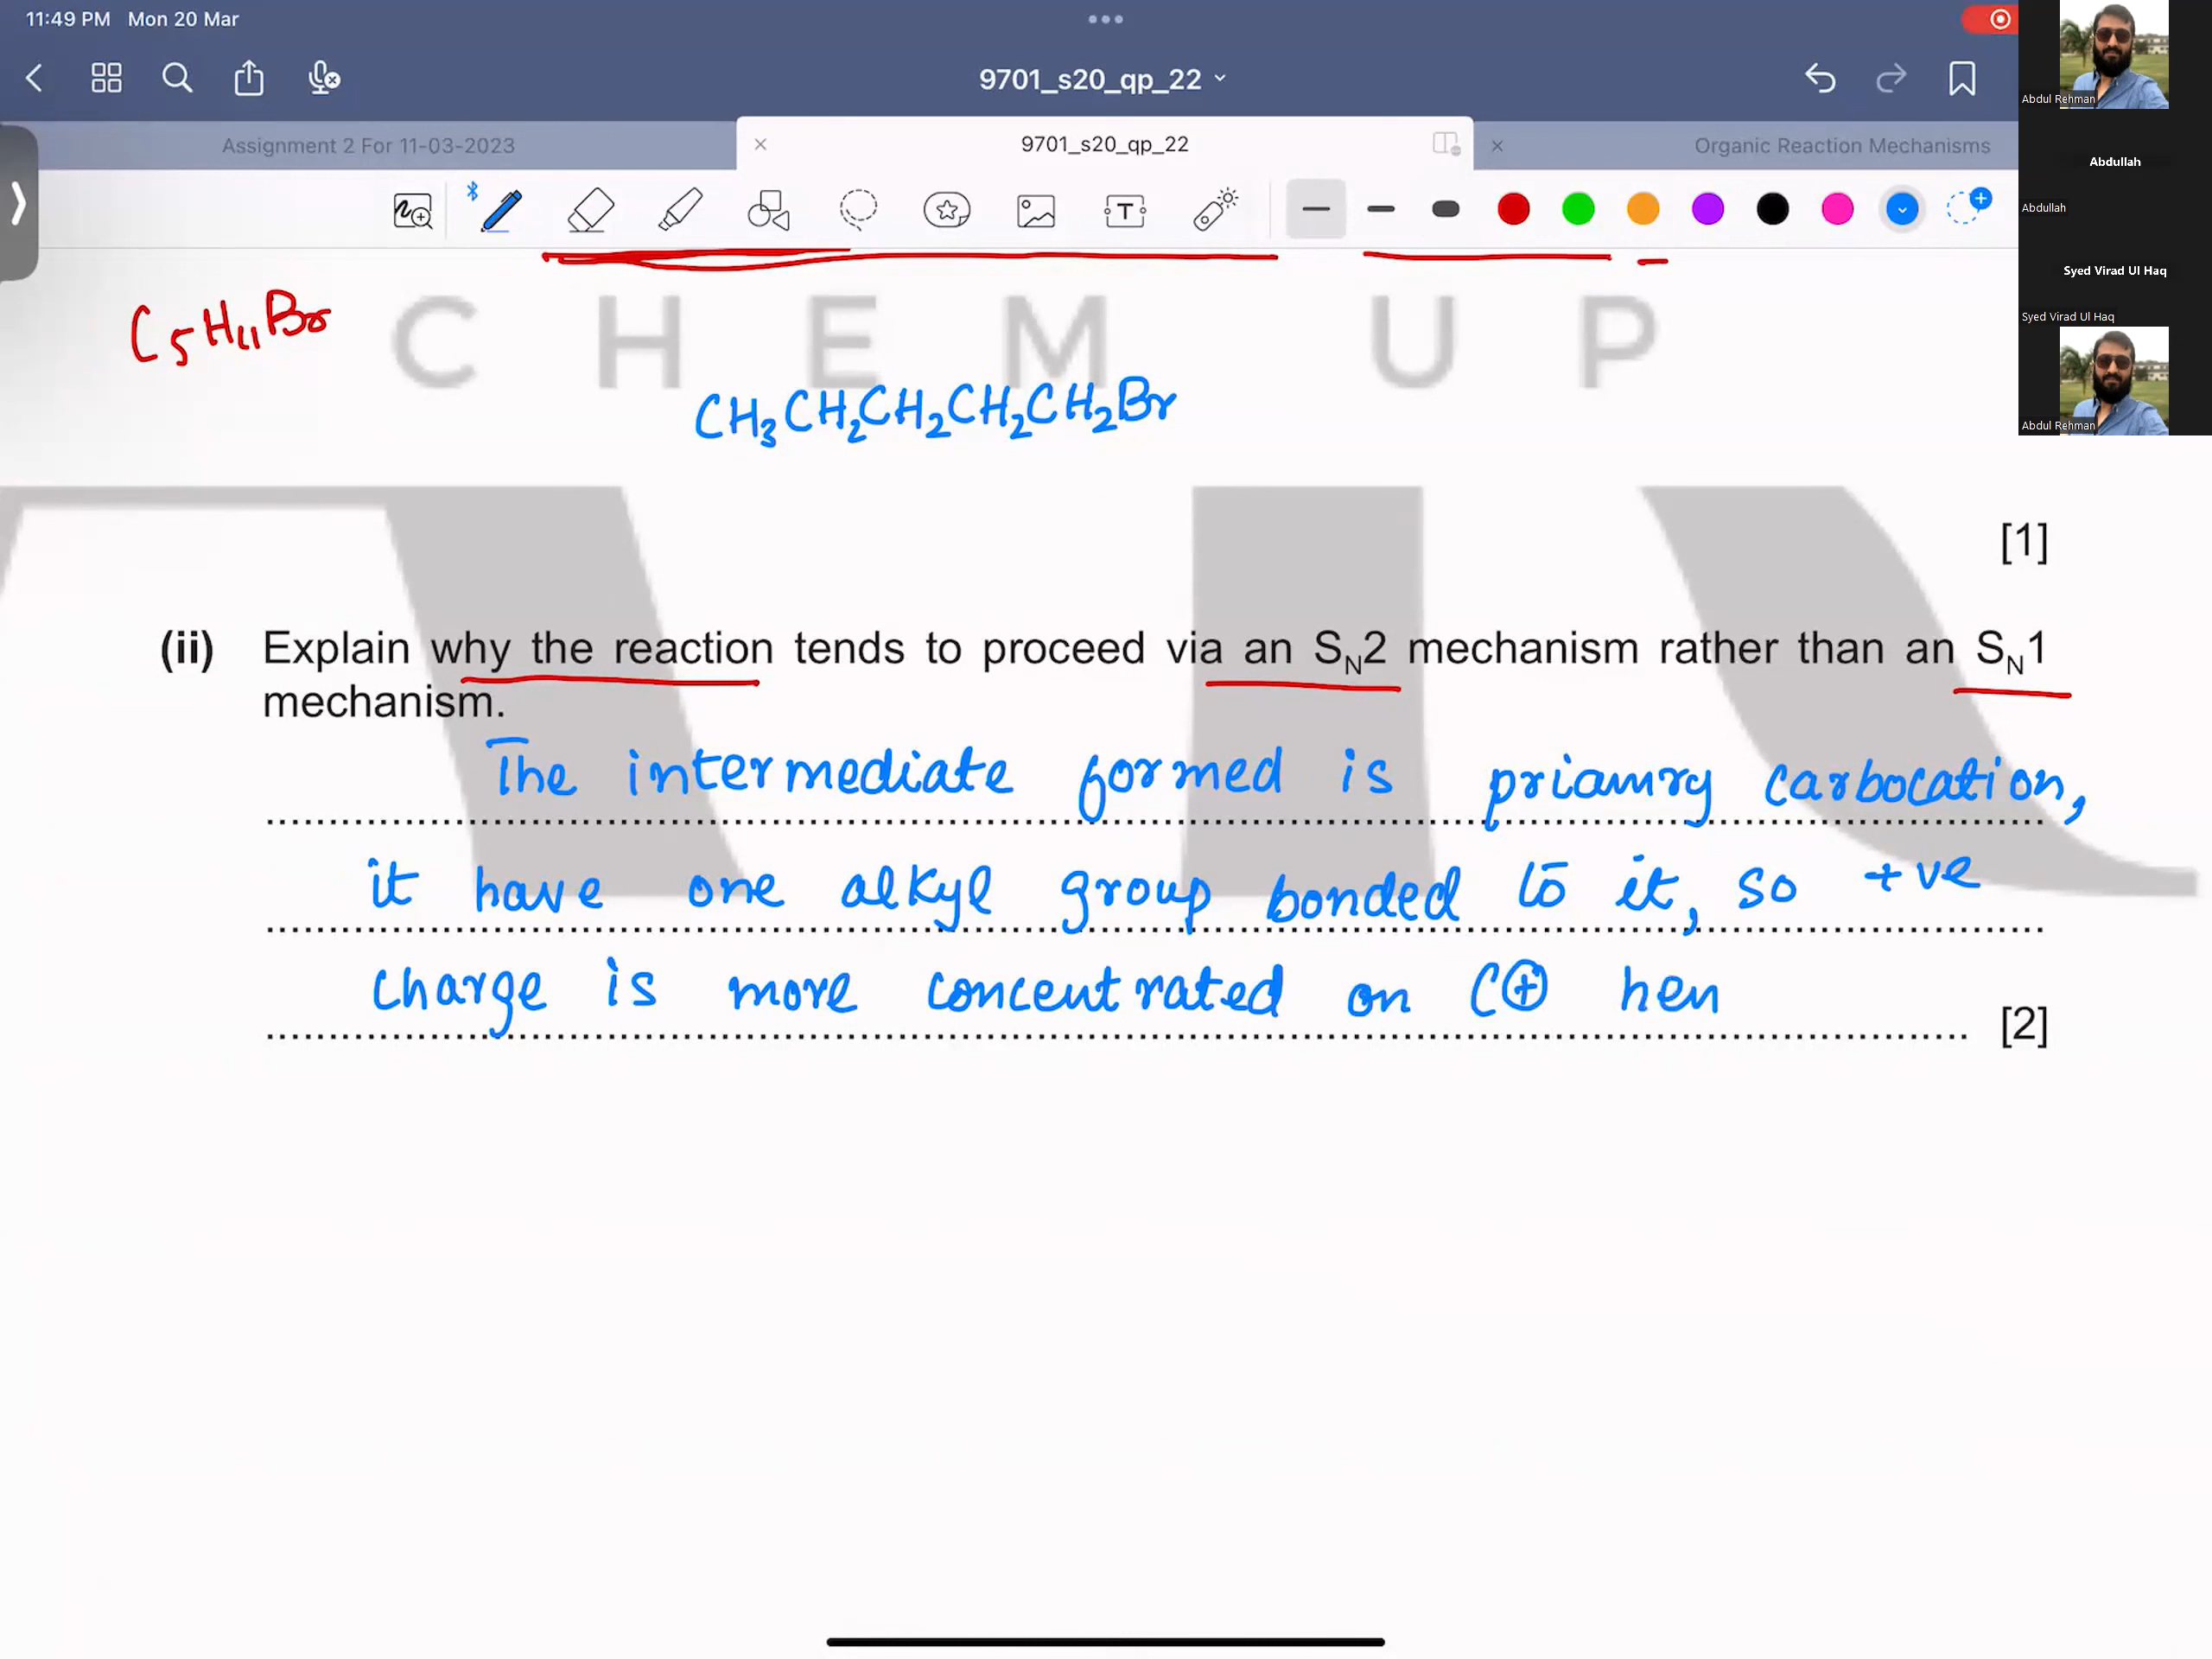 11:49 PM Mon 20 Mar
9701_s20_qp_22
Assignment 2 For 11-03-2023
9701_s20_qp_22
Organic Reaction Mechanisms
T
Abdul Rehman
Abdullah
Abdullah
Syed Virad Ul Haq
Syed Virad Ul Haq
Abdul Rehman
C₅H₁₁Br
CHEM UP
CH₃CH₂CH₂CH₂CH₂Br
[1]
(ii) Explain why the reaction tends to proceed via an Sₙ2 mechanism rather than an Sₙ1
mechanism.
The intermediate formed is priamry carbocation,
it have one alkyl group bonded to it, so +ve
charge is more concentrated on C⊕ hen
[2]